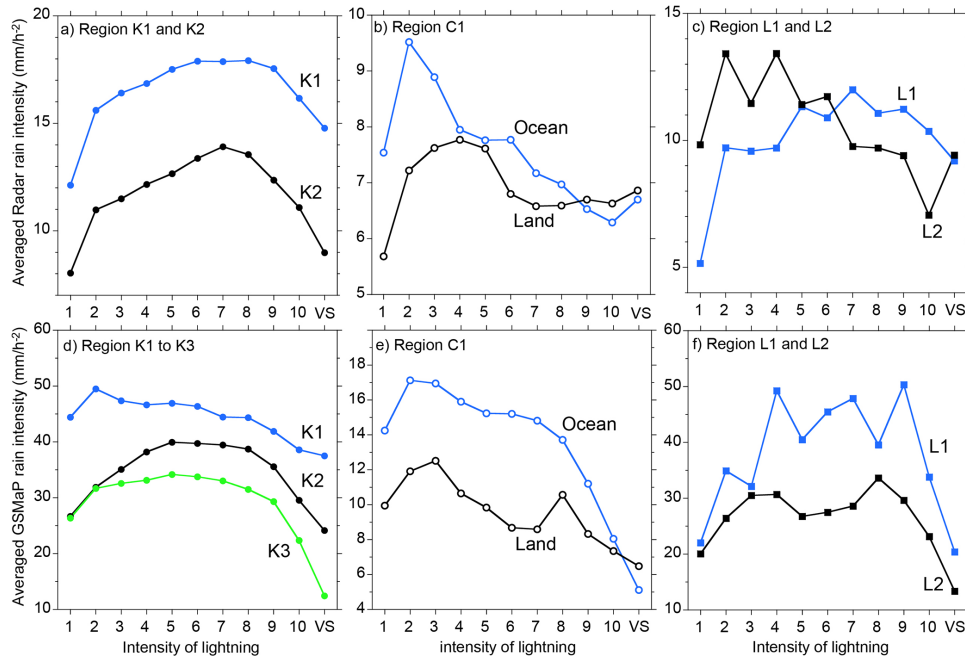 a) Region K1 and K2
b) Region C1
c) Region L1 and L2
Averaged Radar rain intensity (mm/h-2)
20
15
10
K1
K2
1 2 3 4 5 6 7 8 9 10 VS
10
9
8
7
6
5
Ocean
Land
1 2 3 4 5 6 7 8 9 10 VS
15
10
5
L1
L2
1 2 3 4 5 6 7 8 9 10 VS
d) Region K1 to K3
e) Region C1
f) Region L1 and L2
Averaged GSMaP rain intensity (mm/h-2)
60
50
40
30
20
10
K1
K2
K3
1 2 3 4 5 6 7 8 9 10 VS
Intensity of lightning
18
16
14
12
10
8
6
4
Ocean
Land
1 2 3 4 5 6 7 8 9 10 VS
intensity of lightning
60
50
40
30
20
10
L1
L2
1 2 3 4 5 6 7 8 9 10 VS
Intensity of lightning